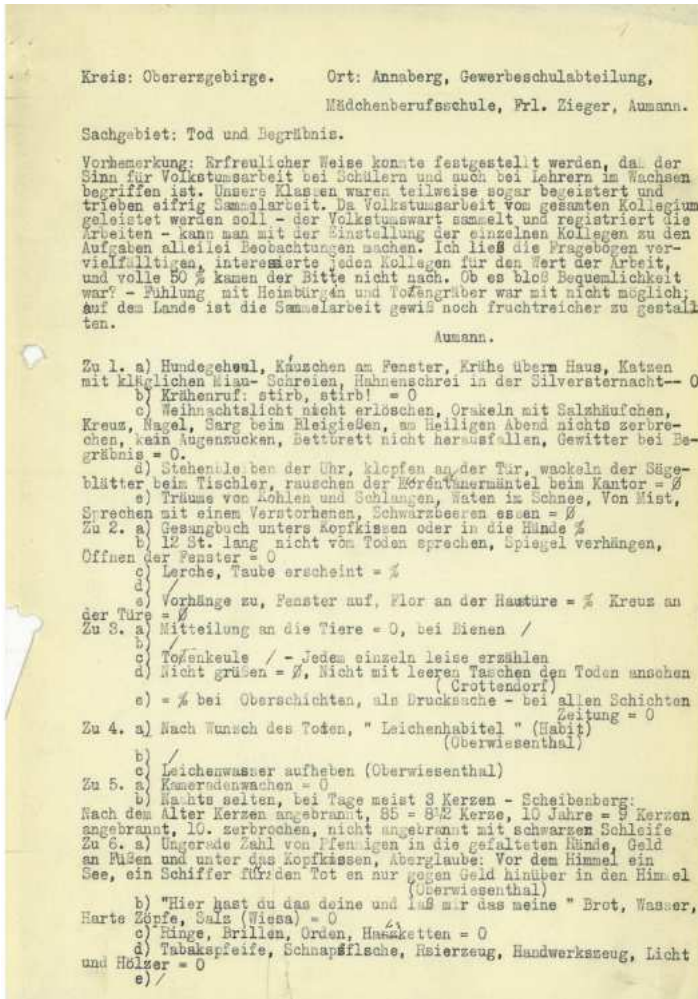 Kreis: Obererzgebirge. Ort: Annaberg, Gewerbeschulabteilung,
Mädchenberufsschule, Frl. Zieger, Aumann.
Sachgebiet: Tod und Begräbnis.
Vorbemerkung: Erfreulicher Weise konnte festgestellt werden, daß der
Sinn für Volkstumsarbeit bei Schülern und auch bei Lehrern im Wachsen
begriffen ist. Unsere Klassen waren teilweise sogar begeistert und
trieben eifrig Sammelarbeit. Da Volkstumsarbeit vom gesamten Kollegium
geleistet werden soll - der Volkstumswart sammelt und registriert die
Arbeiten - kann man mit der Einstellung der einzelnen Kollegen zu den
Aufgaben allerlei Beobachtungen machen. Ich ließ die Fragebögen ver-
vielfälltigen, interessierte jeden Kollegen für den Wert der Arbeit,
und volle 50 % kamen der Bitte nicht nach. Ob es bloß Bequemlichkeit
war? - Fühlung mit Heimbürgen und Totengräber war mit nicht möglich;
auf dem Lande ist die Sammelarbeit gewiß noch fruchtreicher zu gestall
ten.
Aumann.
Zu 1. a) Hundegeheul, Käuzchen am Fenster, Krähe überm Haus, Katzen
mit kläglichen Miau- Schreien, Hahnenschrei in der Silversternacht-- 0
b) Krähenruf: stirb, stirb! = 0
c) Weihnachtslicht nicht erlöschen, Orakeln mit Salzhäufchen,
Kreuz, Nagel, Sarg beim Bleigießen, am Heiligen Abend nichts zerbre-
chen, kein Augenzucken, Bettbrett nicht herausfallen, Gewitter bei Be-
gräbnis = 0.
d) Stehenbleiben der Uhr, klopfen an der Tür, wackeln der Säge-
blätter beim Tischler, rauschen der beim Kantor = Ø
e) Träume von Kohlen und Schlangen, Waten im Schnee, Von Mist,
Sprechen mit einem Verstorbenen, Schwarzbeeren essen = Ø
Zu 2. a) Gesangbuch unters Kopfkissen oder in die Hände %
b) 12 St. lang nicht vom Toden sprechen, Spiegel verhängen,
Öffnen der Fenster = 0
c) Lerche, Taube erscheint = %
d) /
e) Vorhänge zu, Fenster auf, Flor an der Haustüre = % Kreuz an
der Türe = Ø
Zu 3. a) Mitteilung an die Tiere = 0, bei Bienen /
b) /
c) Totenkeule / - Jedem einzeln leise erzählen
d) Nicht grüßen = Ø, Nicht mit leeren Taschen den Toden ansehen
( Crottendorf)
e) = % bei Oberschichten, als Drucksache - bei allen Schichten
Zeitung = 0
Zu 4. a) Nach Wunsch des Toten, " Leichenhabitel " (Habit)
(Oberwiesenthal)
b) /
c) Leichenwasser aufheben (Oberwiesenthal)
Zu 5. a) Kameradenwachen = 0
b) Nachts selten, bei Tage meist 3 Kerzen - Scheibenberg:
Nach dem Alter Kerzen angebrannt, 85 = 8½ Kerze, 10 Jahre = 9 Kerzen
angebrannt, 10. zerbrochen, nicht angebrannt mit schwarzen Schleife
Zu 6. a) Ungerade Zahl von Pfennigen in die gefalteten Hände, Geld
an Füßen und unter das Kopfkissen, Aberglaube: Vor dem Himmel ein
See, ein Schiffer für den Tot en nur gegen Geld hinüber in den Himmel
(Oberwiesenthal)
b) "Hier hast du das deine und laß mir das meine " Brot, Wasser,
Harte Zöpfe, Salz (Wiesa) = 0
c) Ringe, Brillen, Orden, = 0
d) Tabakspfeife, Schnapsflsche, Rsierzeug, Handwerkszeug, Licht
und Hölzer = 0
e) /